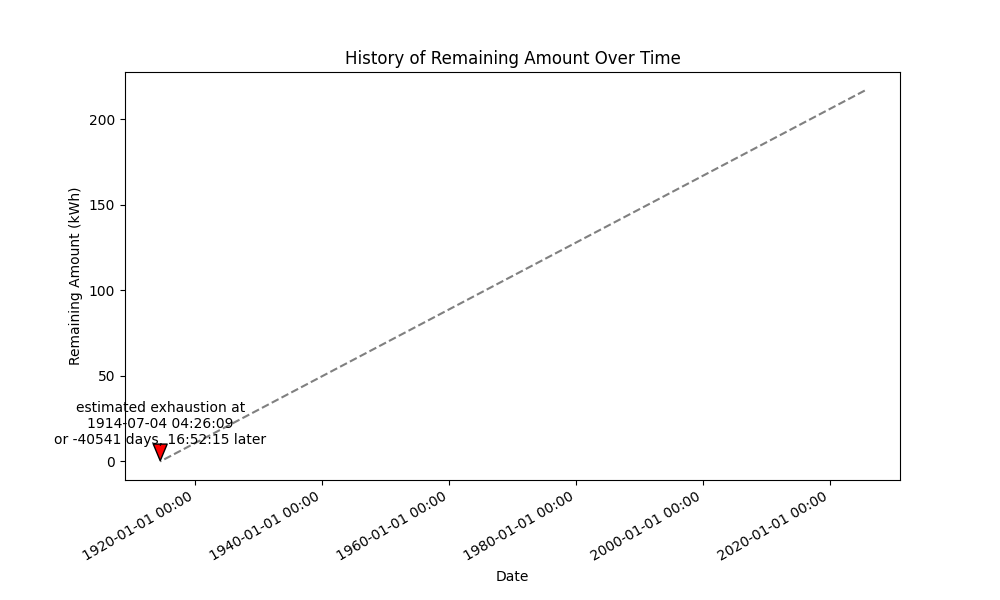 History of Remaining Amount Over Time
Remaining Amount (kWh)
200
150
100
50
0
estimated exhaustion at
1914-07-04 04:26:09
or -40541 days, 16:52:15 later
1920-01-01 00:00
1940-01-01 00:00
1960-01-01 00:00
1980-01-01 00:00
2000-01-01 00:00
2020-01-01 00:00
Date